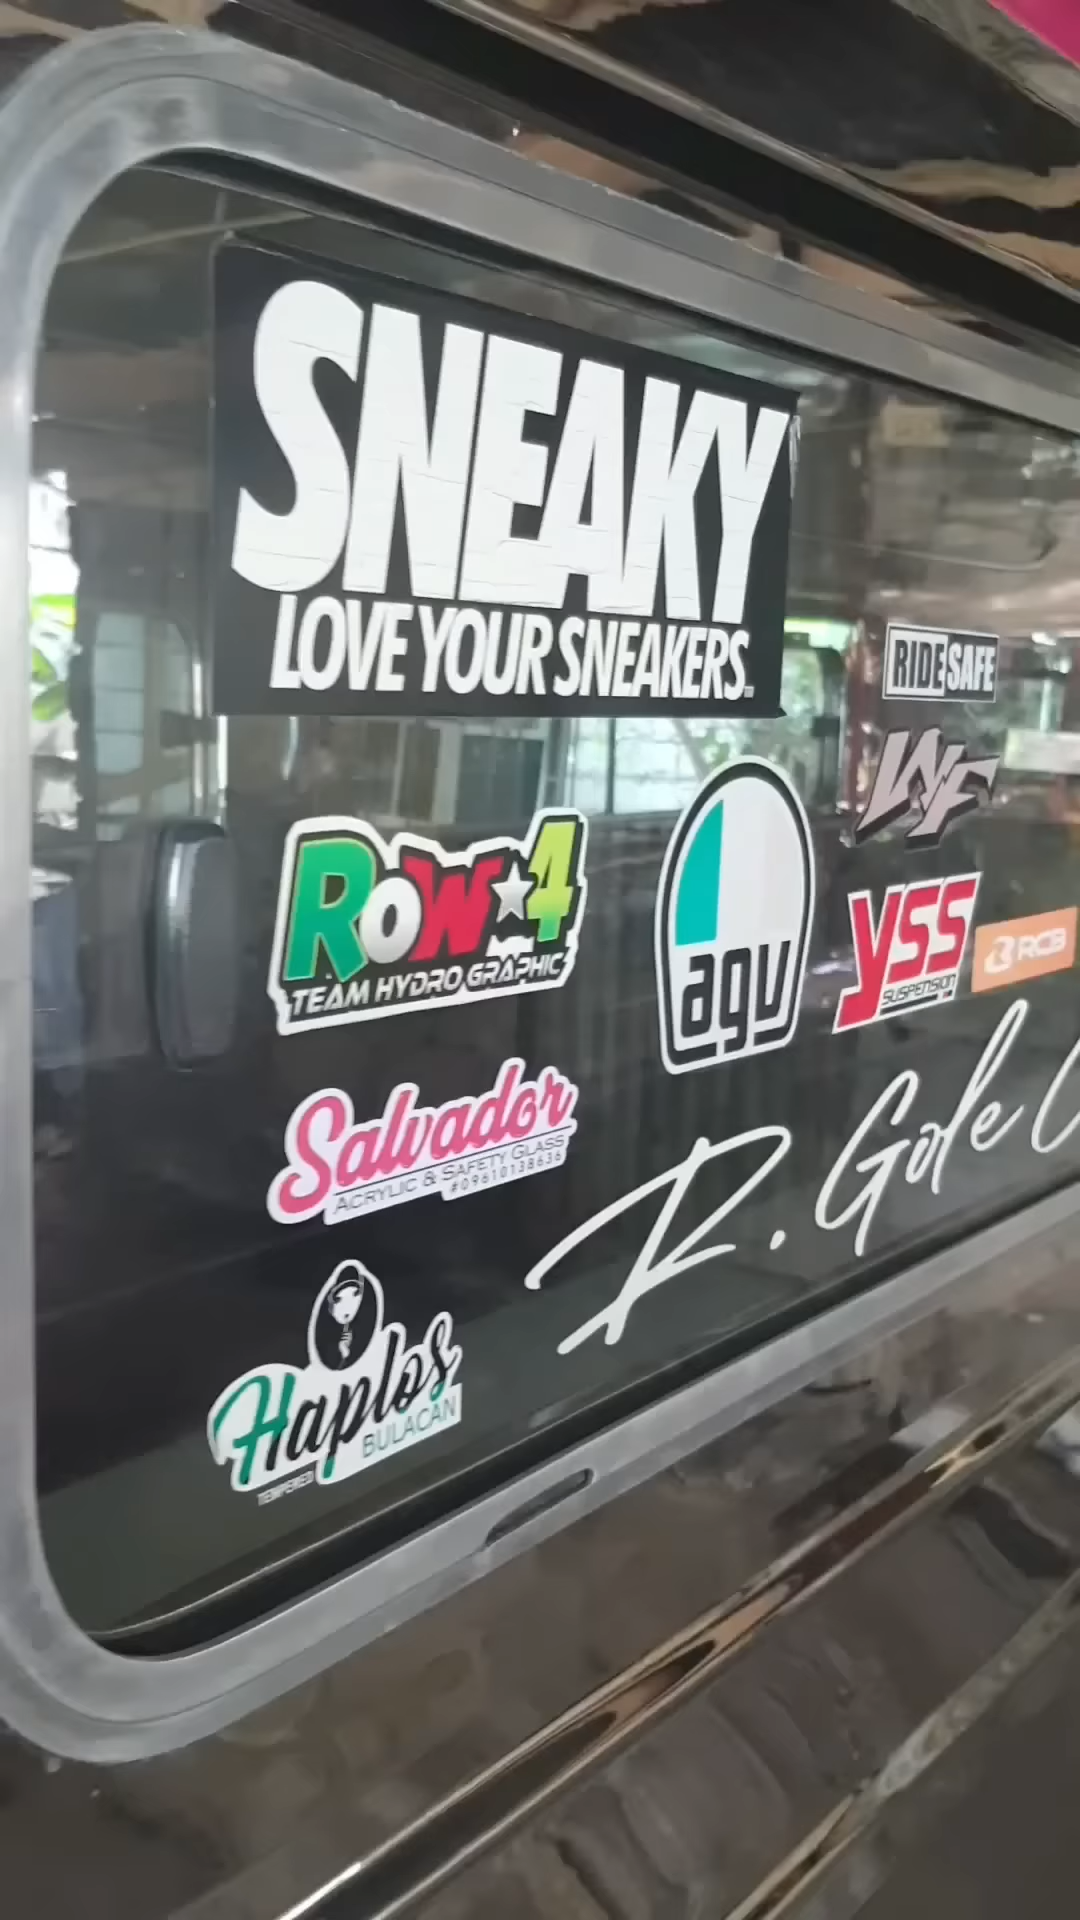 SNEAKY
LOVE YOUR SNEAKERS
RIDE SAFE
ROW 4
TEAM HYDRO GRAPHIC
agv
YSS
SUSPENSION
RCB
Salvador
ACRYLIC & SAFETY GLASS
#09610138636
R. Gole
Haplos
BULACAN